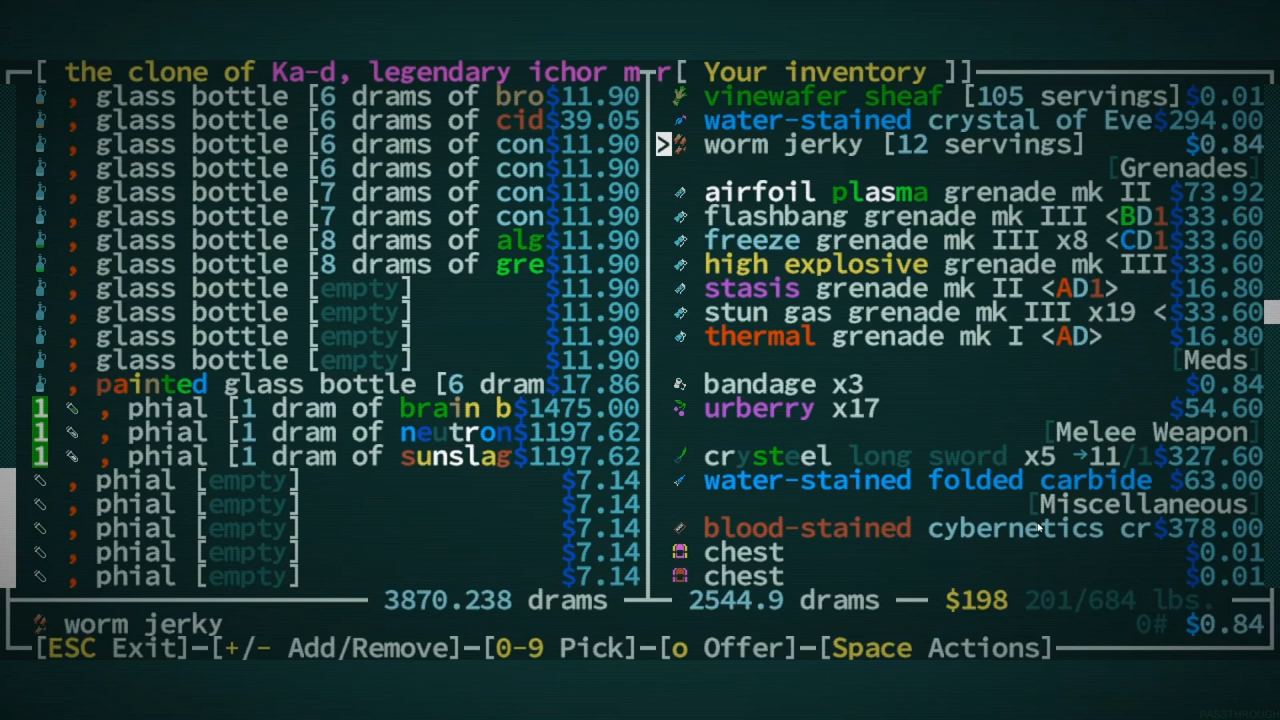 [ the clone of Ka-d, legendary ichor m r[ Your inventory ]]
, glass bottle [6 drams of bro $11.90
, glass bottle [6 drams of cid $39.05
, glass bottle [6 drams of con $11.90
, glass bottle [6 drams of con $11.90
, glass bottle [7 drams of con $11.90
, glass bottle [7 drams of con $11.90
, glass bottle [8 drams of alg $11.90
, glass bottle [8 drams of gre $11.90
, glass bottle [empty] $11.90
, glass bottle [empty] $11.90
, glass bottle [empty] $11.90
, glass bottle [empty] $11.90
, painted glass bottle [6 dram $17.86
1 , phial [1 dram of brain b $1475.00
1 , phial [1 dram of neutron $1197.62
1 , phial [1 dram of sunslag $1197.62
, phial [empty] $7.14
, phial [empty] $7.14
, phial [empty] $7.14
, phial [empty] $7.14
, phial [empty] $7.14
3870.238 drams
vinewafer sheaf [105 servings] $0.01
water-stained crystal of Eve $294.00
> worm jerky [12 servings] $0.84
[Grenades]
airfoil plasma grenade mk II $73.92
flashbang grenade mk III <BD1 $33.60
freeze grenade mk III x8 <CD1 $33.60
high explosive grenade mk III $33.60
stasis grenade mk II <AD1> $16.80
stun gas grenade mk III x19 < $33.60
thermal grenade mk I <AD> $16.80
[Meds]
bandage x3 $0.84
urberry x17 $54.60
[Melee Weapon]
crysteel long sword x5 →11/1 $327.60
water-stained folded carbide $63.00
[Miscellaneous]
blood-stained cybernetics cr $378.00
chest $0.01
chest $0.01
2544.9 drams — $198 201/684 lbs.
worm jerky 0# $0.84
[ESC Exit]—[+/- Add/Remove]—[0-9 Pick]—[o Offer]—[Space Actions]